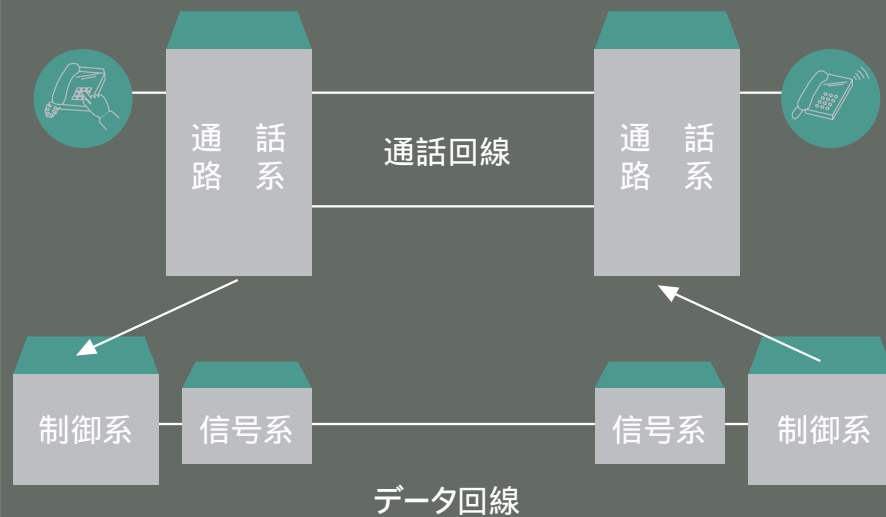 通　話
路　系
通話回線
通　話
路　系
制御系
信号系
信号系
制御系
データ回線